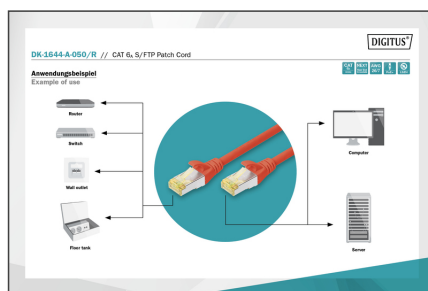 DIGITUS®
DK-1644-A-050/R // CAT 6A S/FTP Patch Cord
Anwendungsbeispiel
Example of use
Router
Switch
Wall outlet
Floor tank
Computer
Server